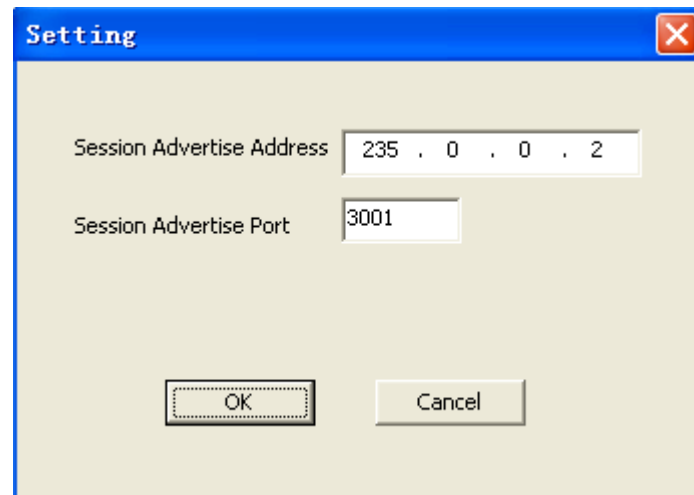 Setting
Session Advertise Address 235 . 0 . 0 . 2
Session Advertise Port 3001
OK Cancel